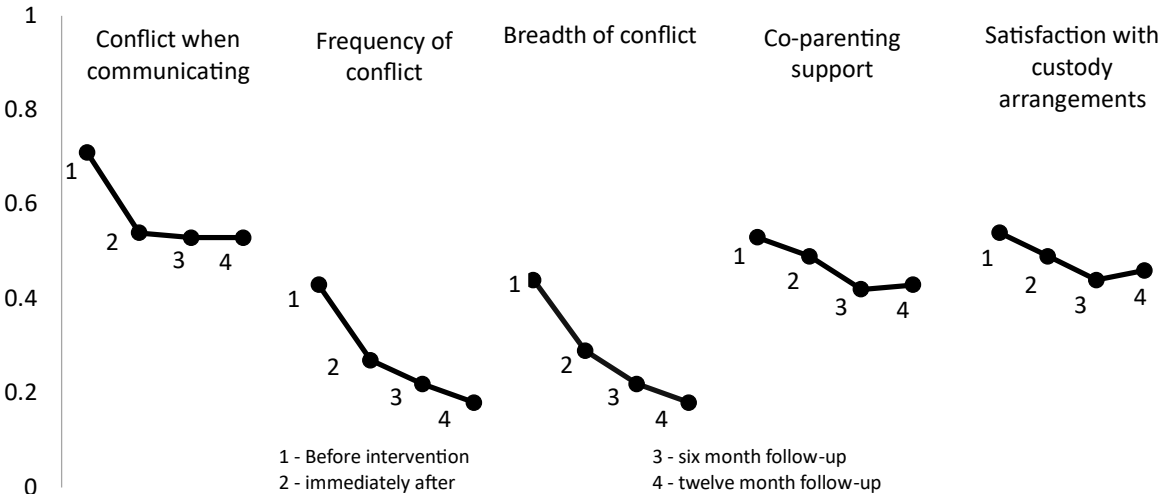 1
0.8
0.6
0.4
0.2
0
Conflict when
communicating
1
2
3
4
Frequency of
conflict
1
2
3
4
Breadth of conflict
1
2
3
4
Co-parenting
support
1
2
3
4
Satisfaction with
custody
arrangements
1
2
3
4
1 - Before intervention
2 - immediately after
3 - six month follow-up
4 - twelve month follow-up